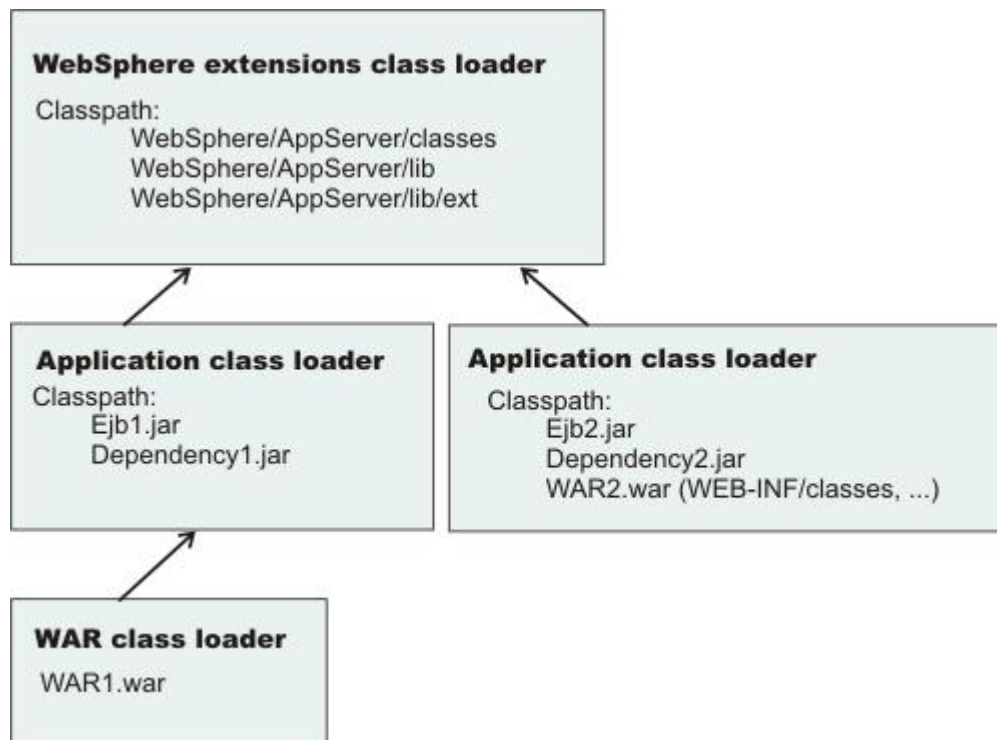 WebSphere extensions class loader
Classpath:
WebSphere/AppServer/classes
WebSphere/AppServer/lib
WebSphere/AppServer/lib/ext
Application class loader
Classpath:
Ejb1.jar
Dependency1.jar
Application class loader
Classpath:
Ejb2.jar
Dependency2.jar
WAR2.war (WEB-INF/classes, ...)
WAR class loader
WAR1.war